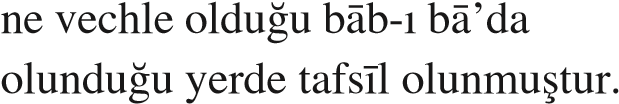 ne vechle olduğu bāb-ı bā’da
olunduğu yerde tafsīl olunmuştur.